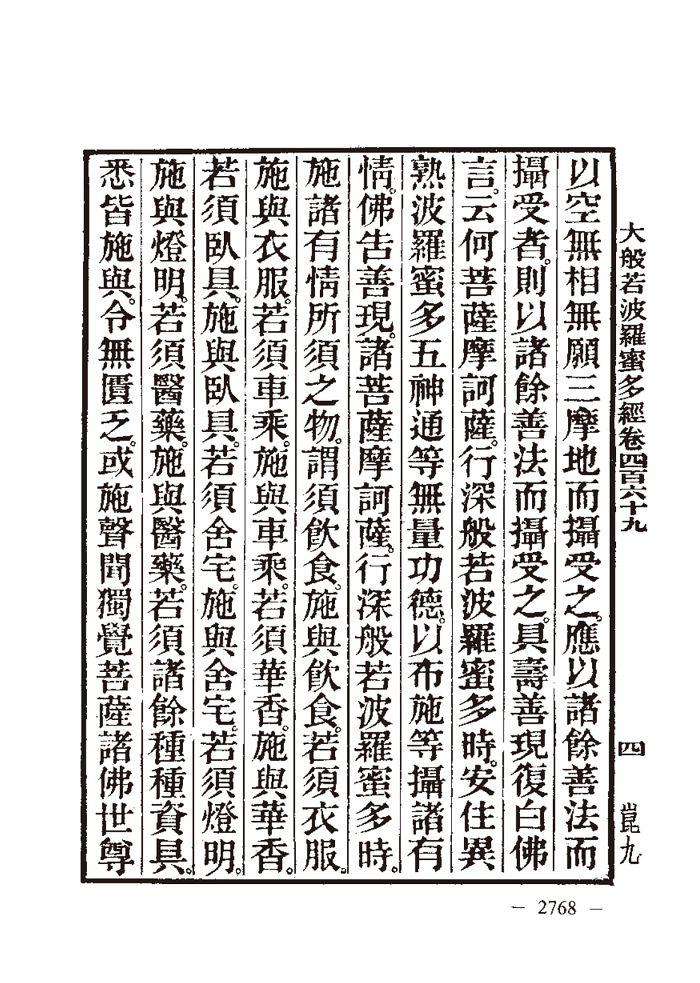 大般若波羅蜜多經卷四百六十九
四
崑九
以空無相無願三摩地而攝受之。應以諸餘善法而
攝受者。則以諸餘善法而攝受之。具壽善現復白佛
言。云何菩薩摩訶薩。行深般若波羅蜜多時。安住異
熟波羅蜜多五神通等無量功德。以布施等攝諸有
情。佛告善現。諸菩薩摩訶薩。行深般若波羅蜜多時。
施諸有情所須之物。謂須飲食。施與飲食。若須衣服。
施與衣服。若須車乘。施與車乘。若須華香。施與華香。
若須臥具。施與臥具。若須舍宅。施與舍宅。若須燈明。
施與燈明。若須醫藥。施與醫藥。若須諸餘種種資具。
悉皆施與。令無匱乏。或施聲聞獨覺菩薩諸佛世尊
— 2768 —